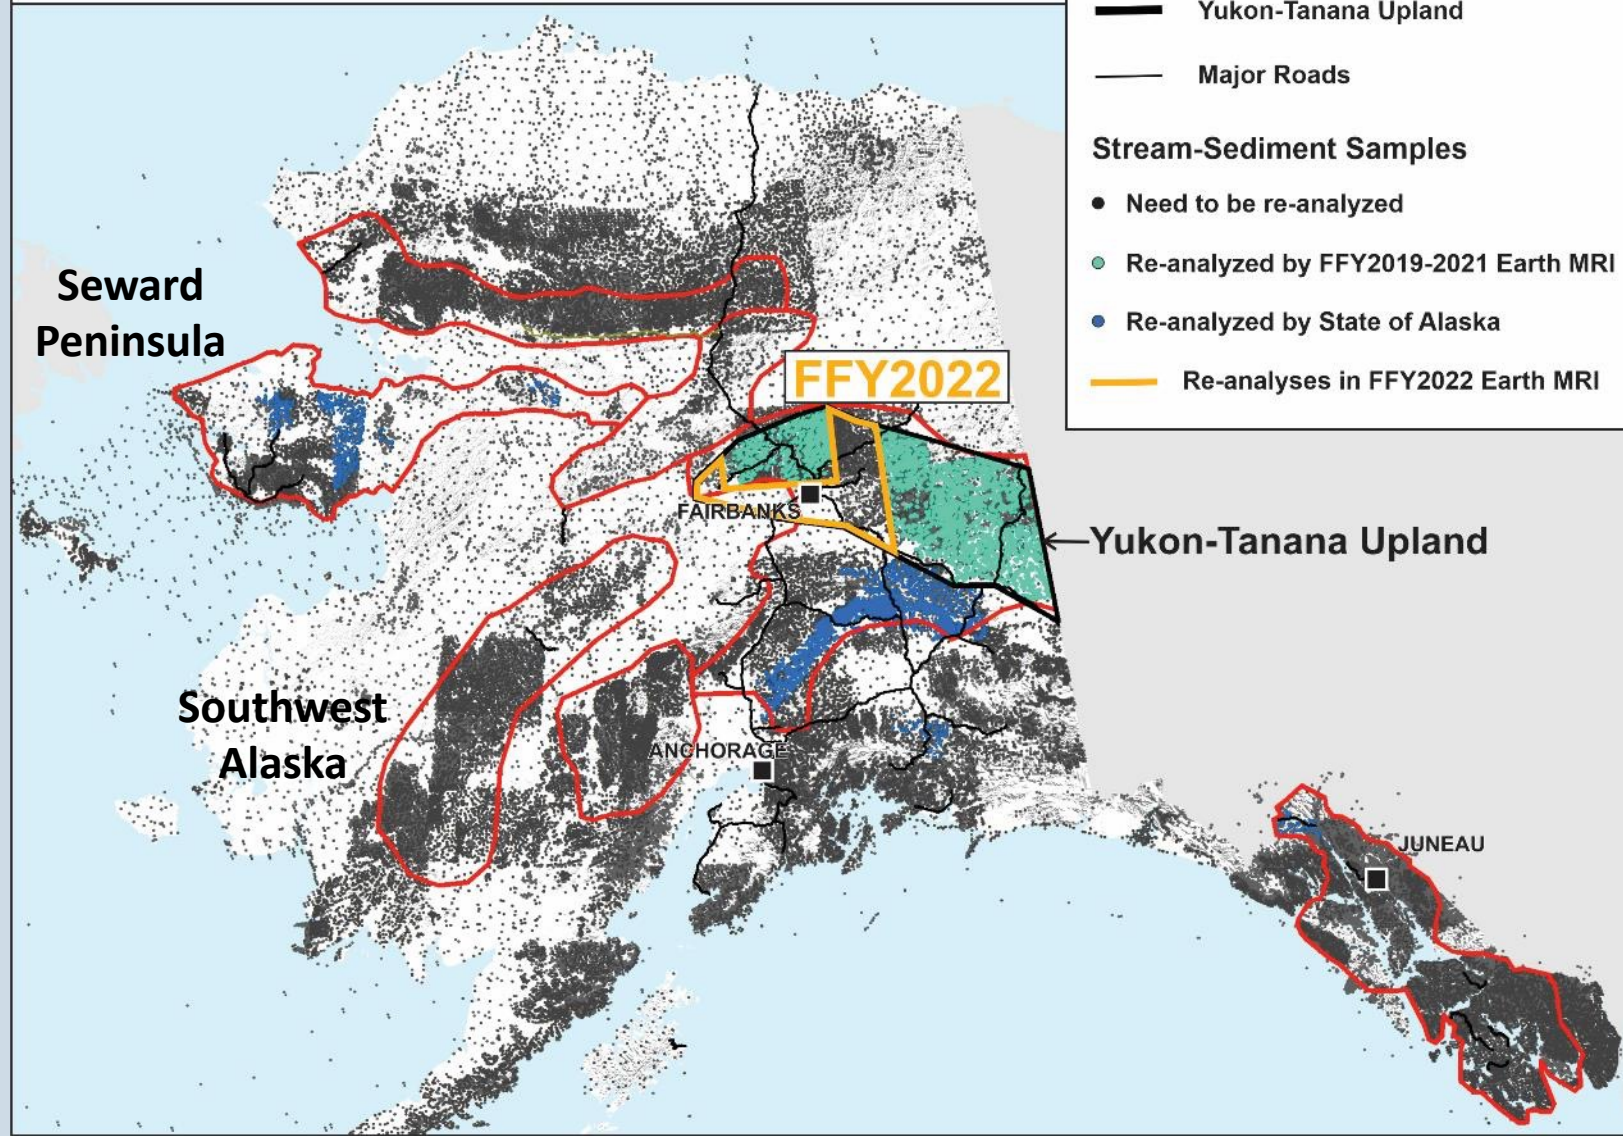 Yukon-Tanana Upland
Major Roads
Stream-Sediment Samples
Need to be re-analyzed
Re-analyzed by FFY2019-2021 Earth MRI
Re-analyzed by State of Alaska
Re-analyses in FFY2022 Earth MRI
Seward
Peninsula
FFY2022
FAIRBANKS
Yukon-Tanana Upland
Southwest
Alaska
ANCHORAGE
JUNEAU